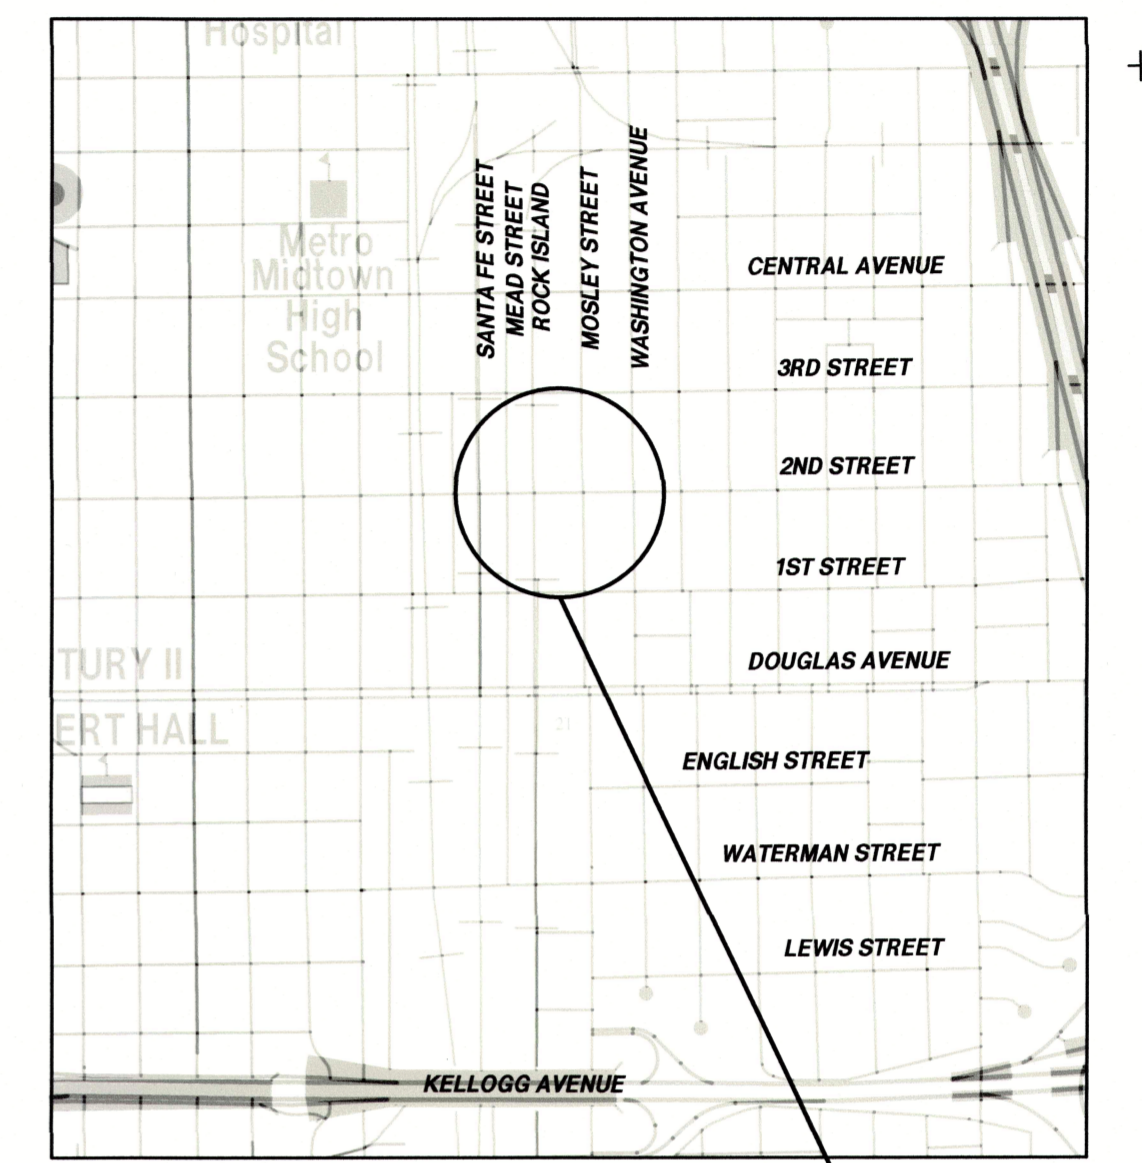 Hospital
Metro
Midtown
High
School
SANTA FE STREET
MEAD STREET
ROCK ISLAND
MOSLEY STREET
WASHINGTON AVENUE
CENTRAL AVENUE
3RD STREET
2ND STREET
1ST STREET
TURY II
DOUGLAS AVENUE
ERT HALL
21
ENGLISH STREET
WATERMAN STREET
LEWIS STREET
KELLOGG AVENUE